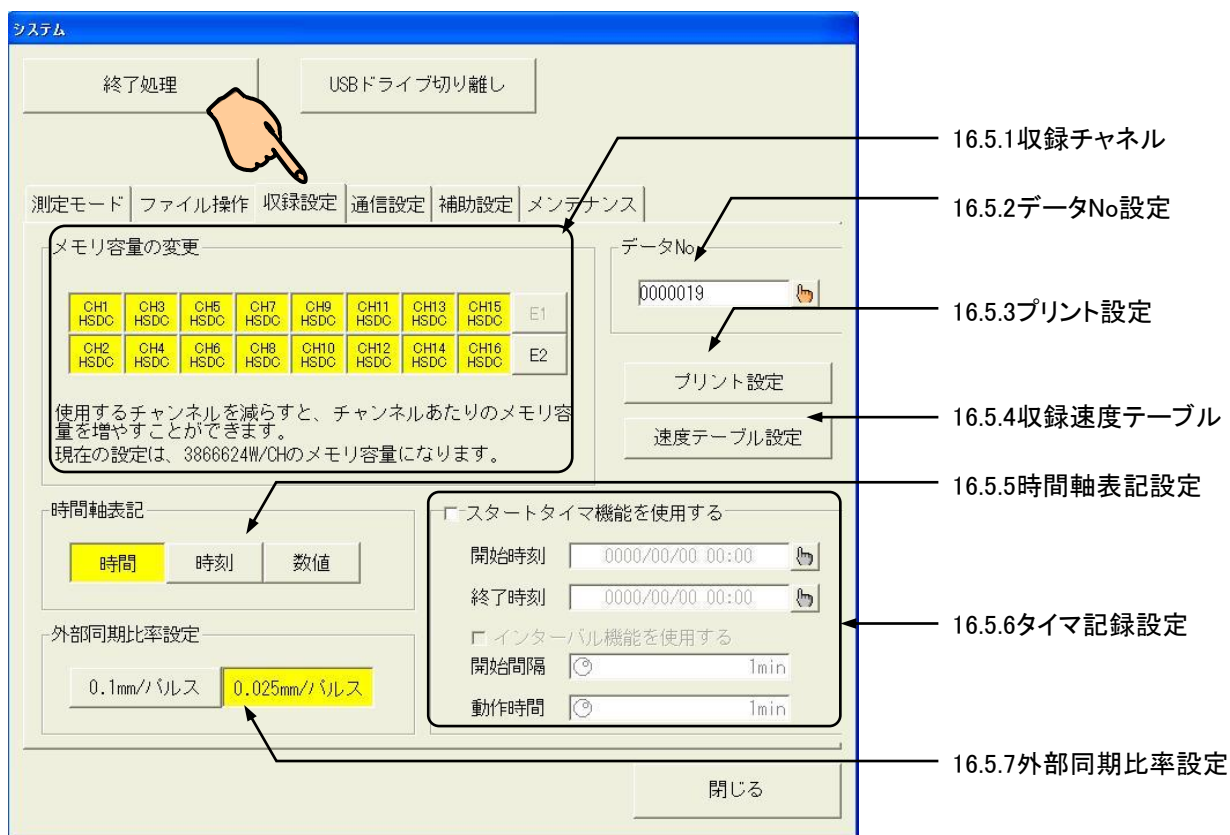 システム
終了処理
USBドライブ切り離し
測定モード ファイル操作 収録設定 通信設定 補助設定 メンテナンス
メモリ容量の変更
CH1 HSDC CH3 HSDC CH5 HSDC CH7 HSDC CH9 HSDC CH11 HSDC CH13 HSDC CH15 HSDC E1
CH2 HSDC CH4 HSDC CH6 HSDC CH8 HSDC CH10 HSDC CH12 HSDC CH14 HSDC CH16 HSDC E2
使用するチャンネルを減らすと、チャンネルあたりのメモリ容
量を増やすことができます。
現在の設定は、3866624W/CHのメモリ容量になります。
データNo
0000019
プリント設定
速度テーブル設定
時間軸表記
時間 時刻 数値
外部同期比率設定
0.1mm/パルス 0.025mm/パルス
スタートタイマ機能を使用する
開始時刻 0000/00/00 00:00
終了時刻 0000/00/00 00:00
インターバル機能を使用する
開始間隔 1min
動作時間 1min
閉じる
16.5.1収録チャネル
16.5.2データNo設定
16.5.3プリント設定
16.5.4収録速度テーブル
16.5.5時間軸表記設定
16.5.6タイマ記録設定
16.5.7外部同期比率設定